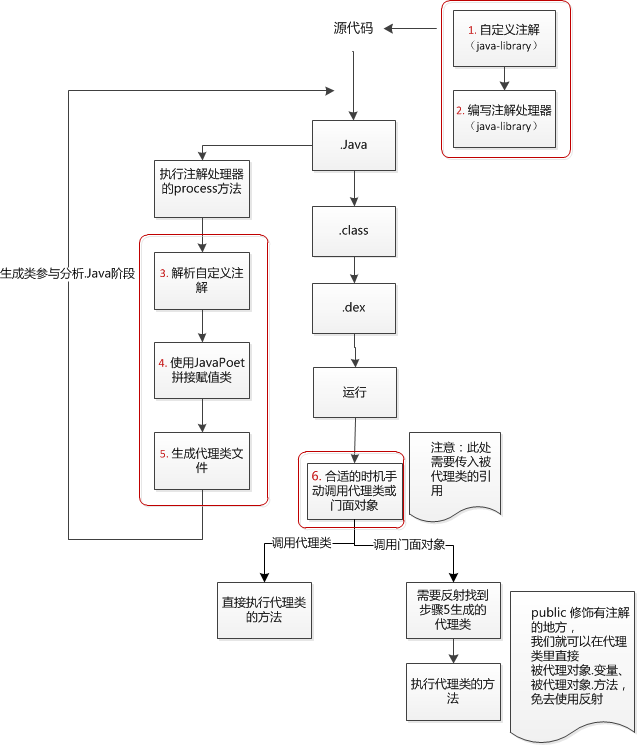 源代码
1. 自定义注解
（java-library）
2. 编写注解处理器
（java-library）
.Java
执行注解处理器
的process方法
.class
生成类参与分析.Java阶段
3. 解析自定义注
解
.dex
4. 使用JavaPoet
拼接赋值类
运行
5. 生成代理类文
件
6. 合适的时机手
动调用代理类或
门面对象
注意：此处
需要传入被
代理类的引
用
调用代理类
调用门面对象
直接执行代理类
的方法
需要反射找到
步骤5生成的
代理类
执行代理类的方
法
public 修饰有注解
的地方，
我们就可以在代理
类里直接
被代理对象.变量、
被代理对象.方法，
免去使用反射